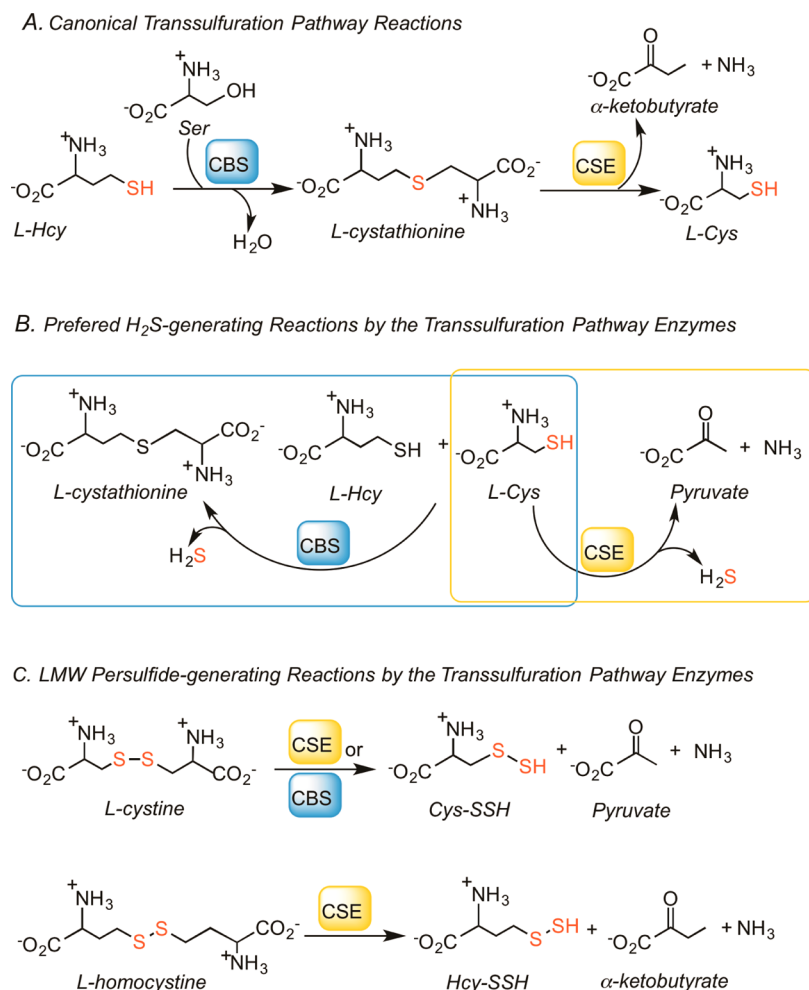 A. Canonical Transsulfuration Pathway Reactions
+
NH3
-O2C
OH
Ser
+
NH3
-O2C
SH
L-Hcy
CBS
H2O
+
NH3
-O2C
S
CO2-
+
NH3
L-cystathionine
CSE
O
-O2C
+ NH3
α-ketobutyrate
+
NH3
-O2C
SH
L-Cys
B. Prefered H2S-generating Reactions by the Transsulfuration Pathway Enzymes
+
NH3
-O2C
S
CO2-
+
NH3
L-cystathionine
+
NH3
-O2C
SH
L-Hcy
+
+
NH3
-O2C
SH
L-Cys
O
-O2C
+ NH3
Pyruvate
H2S
CBS
CSE
H2S
C. LMW Persulfide-generating Reactions by the Transsulfuration Pathway Enzymes
+
NH3
+
NH3
-O2C
S-S
CO2-
L-cystine
CSE or
CBS
+
NH3
-O2C
S
SH
Cys-SSH
+
O
-O2C
Pyruvate
+ NH3
+
NH3
-O2C
S-S
CO2-
+
NH3
L-homocystine
CSE
+
NH3
-O2C
S-SH
Hcy-SSH
+
O
-O2C
α-ketobutyrate
+ NH3